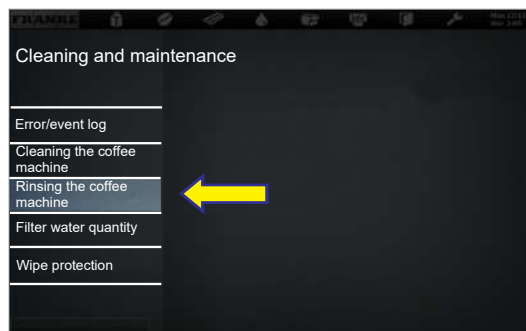 FRANKE
Cleaning and maintenance
Error/event log
Cleaning the coffee
machine
Rinsing the coffee
machine
Filter water quantity
Wipe protection